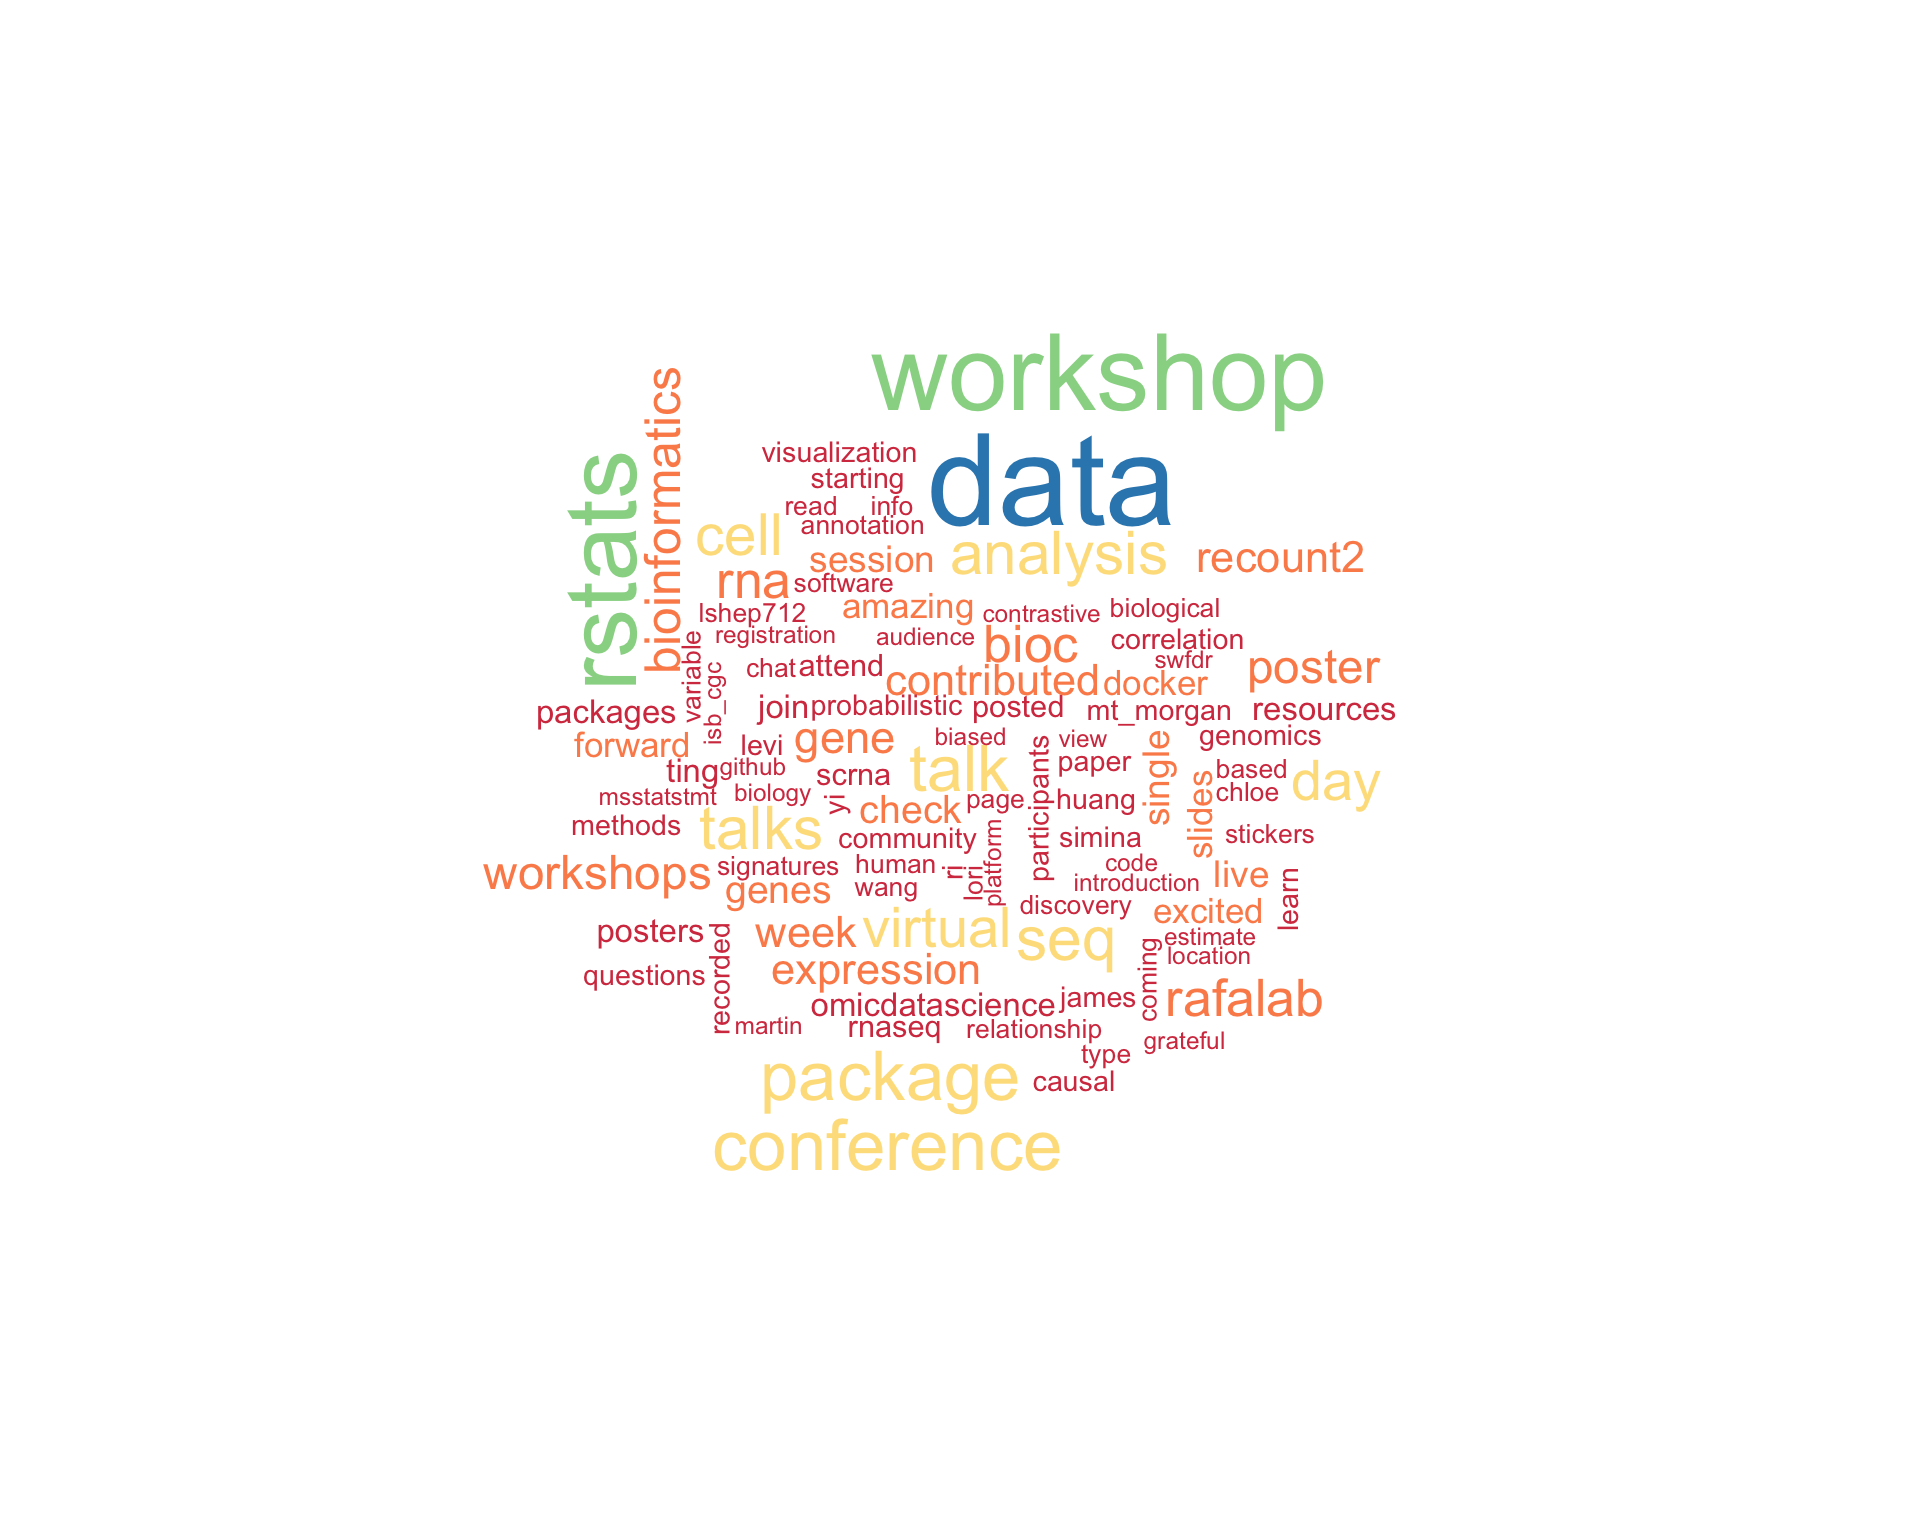 workshop
data
rstats
bioinformatics
visualization
starting
read
info
annotation
cell
session
analysis
recount2
rna
software
lshep712
amazing
contrastive
biological
registration
audience
bioc
correlation
swfdr
poster
variable
isb_cgc
chat
attend
contributed
docker
packages
join
probabilistic
posted
mt_morgan
resources
forward
levi
gene
biased
view
genomics
ting
github
scrna
talk
participants
paper
single
based
day
msstatstmt
biology
yi
check
page
huang
slides
chloe
methods
talks
community
platform
simina
stickers
workshops
signatures
human
ri
lori
code
live
genes
wang
introduction
learn
discovery
excited
posters
recorded
week
virtual
seq
estimate
location
questions
expression
coming
omicdatascience
james
rafalab
martin
rnaseq
relationship
grateful
type
package
causal
conference